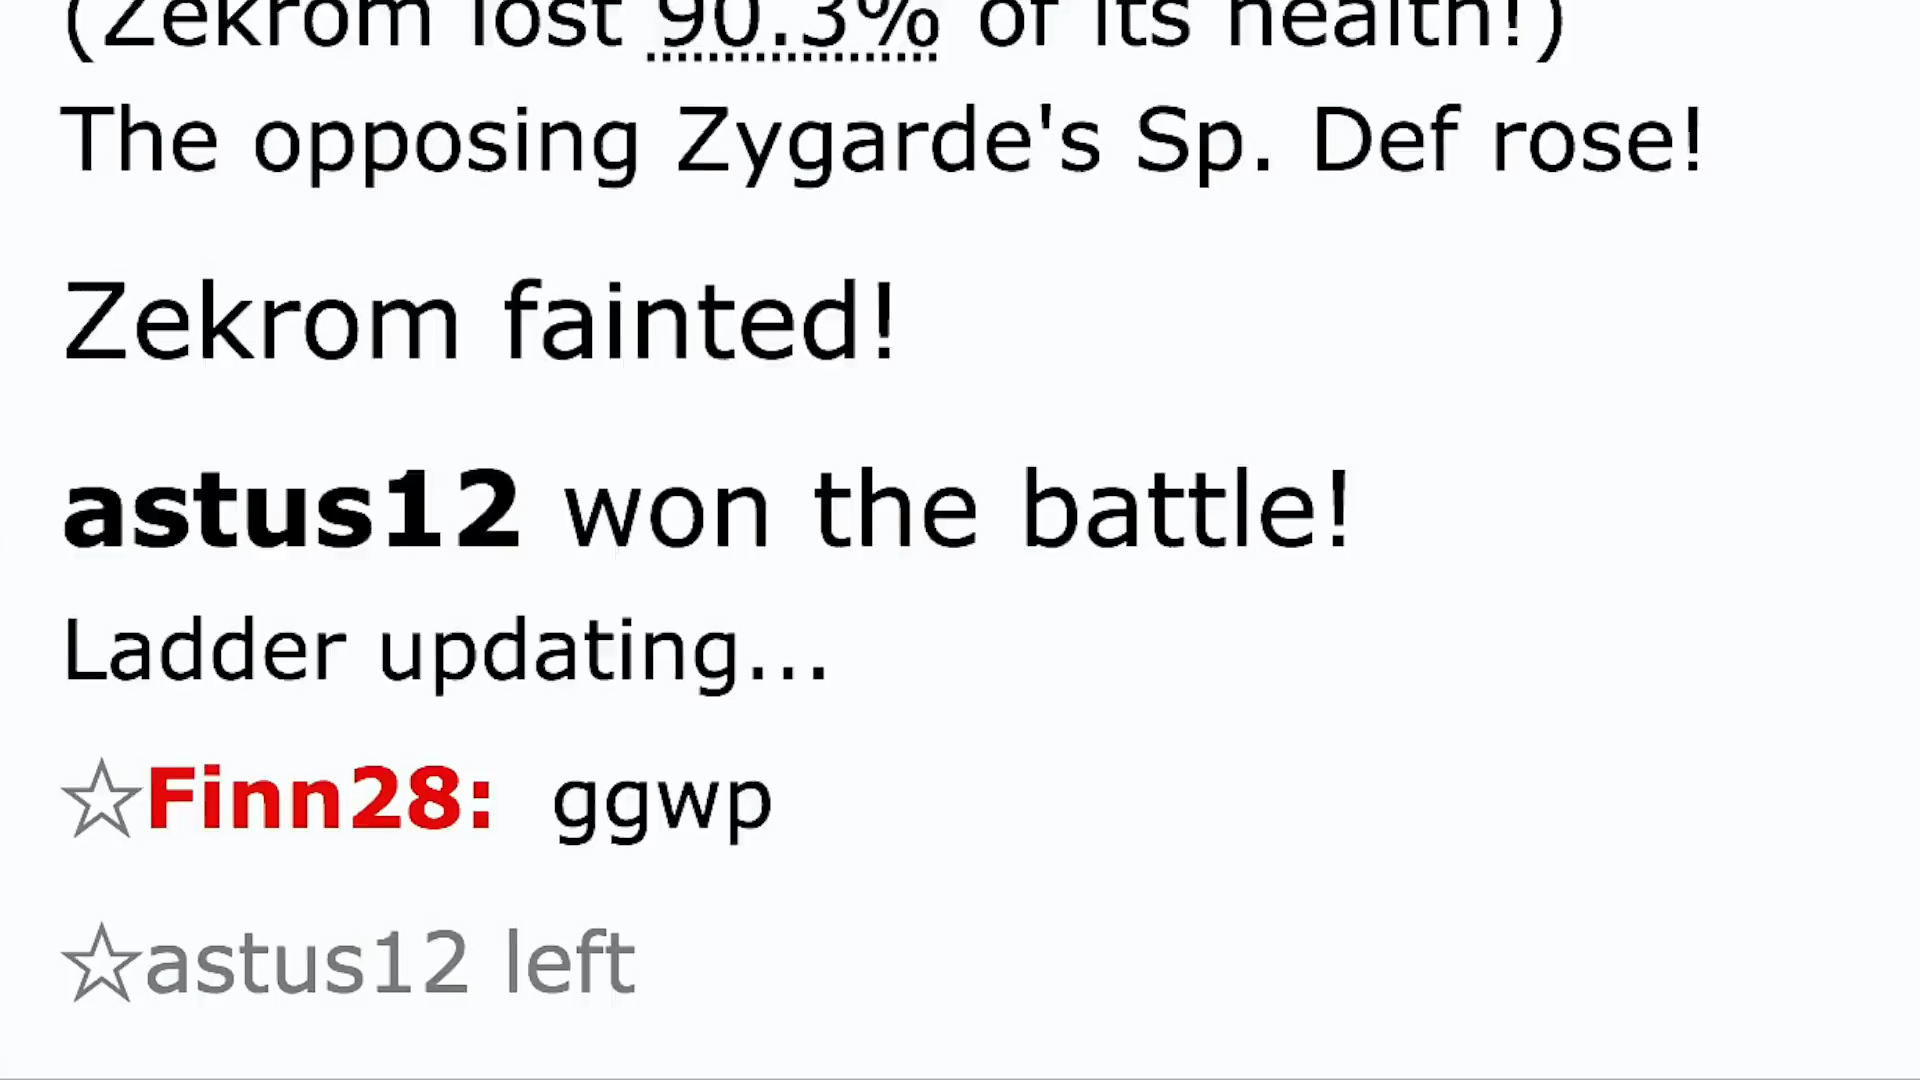 (Zekrom lost 90.3% of its health!)
The opposing Zygarde's Sp. Def rose!
Zekrom fainted!
astus12 won the battle!
Ladder updating...
☆Finn28: ggwp
☆astus12 left